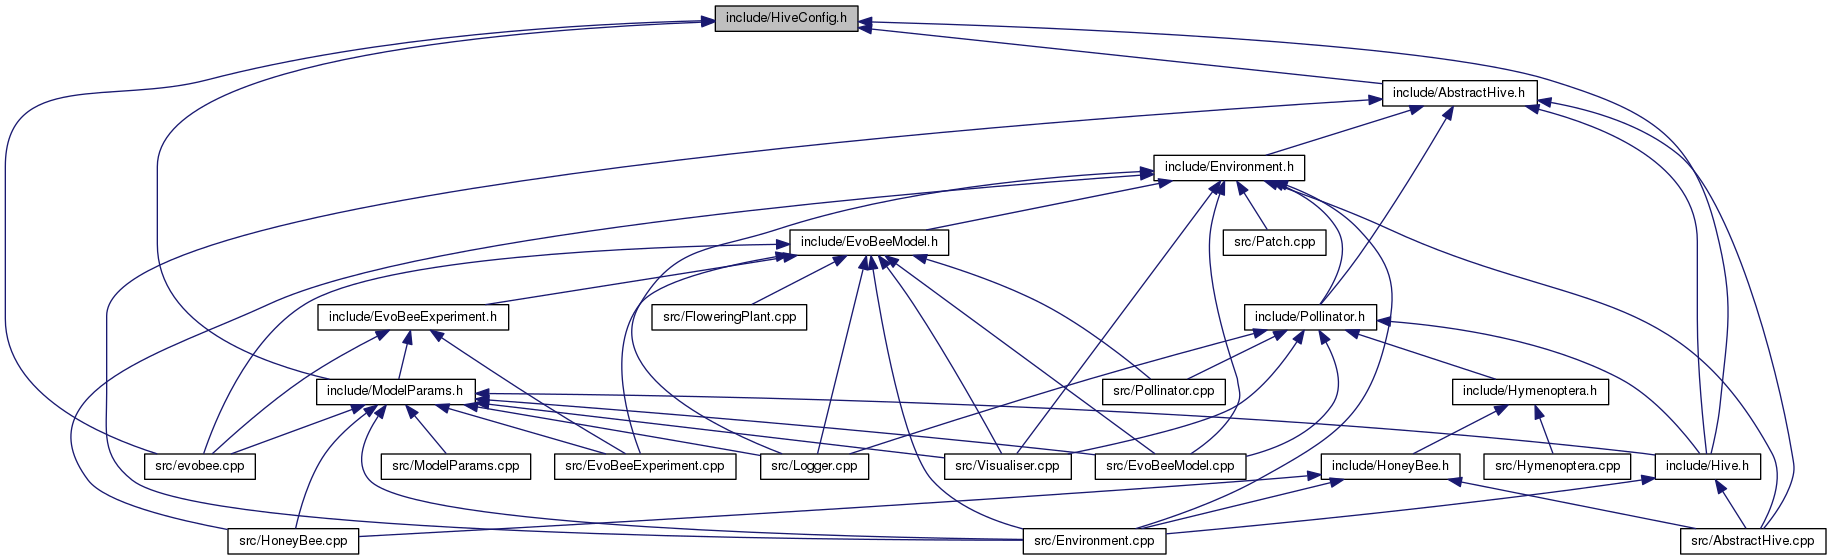 include/HiveConfig.h
include/AbstractHive.h
include/Environment.h
include/EvoBeeModel.h
src/Patch.cpp
include/EvoBeeExperiment.h
src/FloweringPlant.cpp
include/Pollinator.h
include/ModelParams.h
src/Pollinator.cpp
include/Hymenoptera.h
src/evobee.cpp
src/ModelParams.cpp
src/EvoBeeExperiment.cpp
src/Logger.cpp
src/Visualiser.cpp
src/EvoBeeModel.cpp
include/HoneyBee.h
src/Hymenoptera.cpp
include/Hive.h
src/HoneyBee.cpp
src/Environment.cpp
src/AbstractHive.cpp